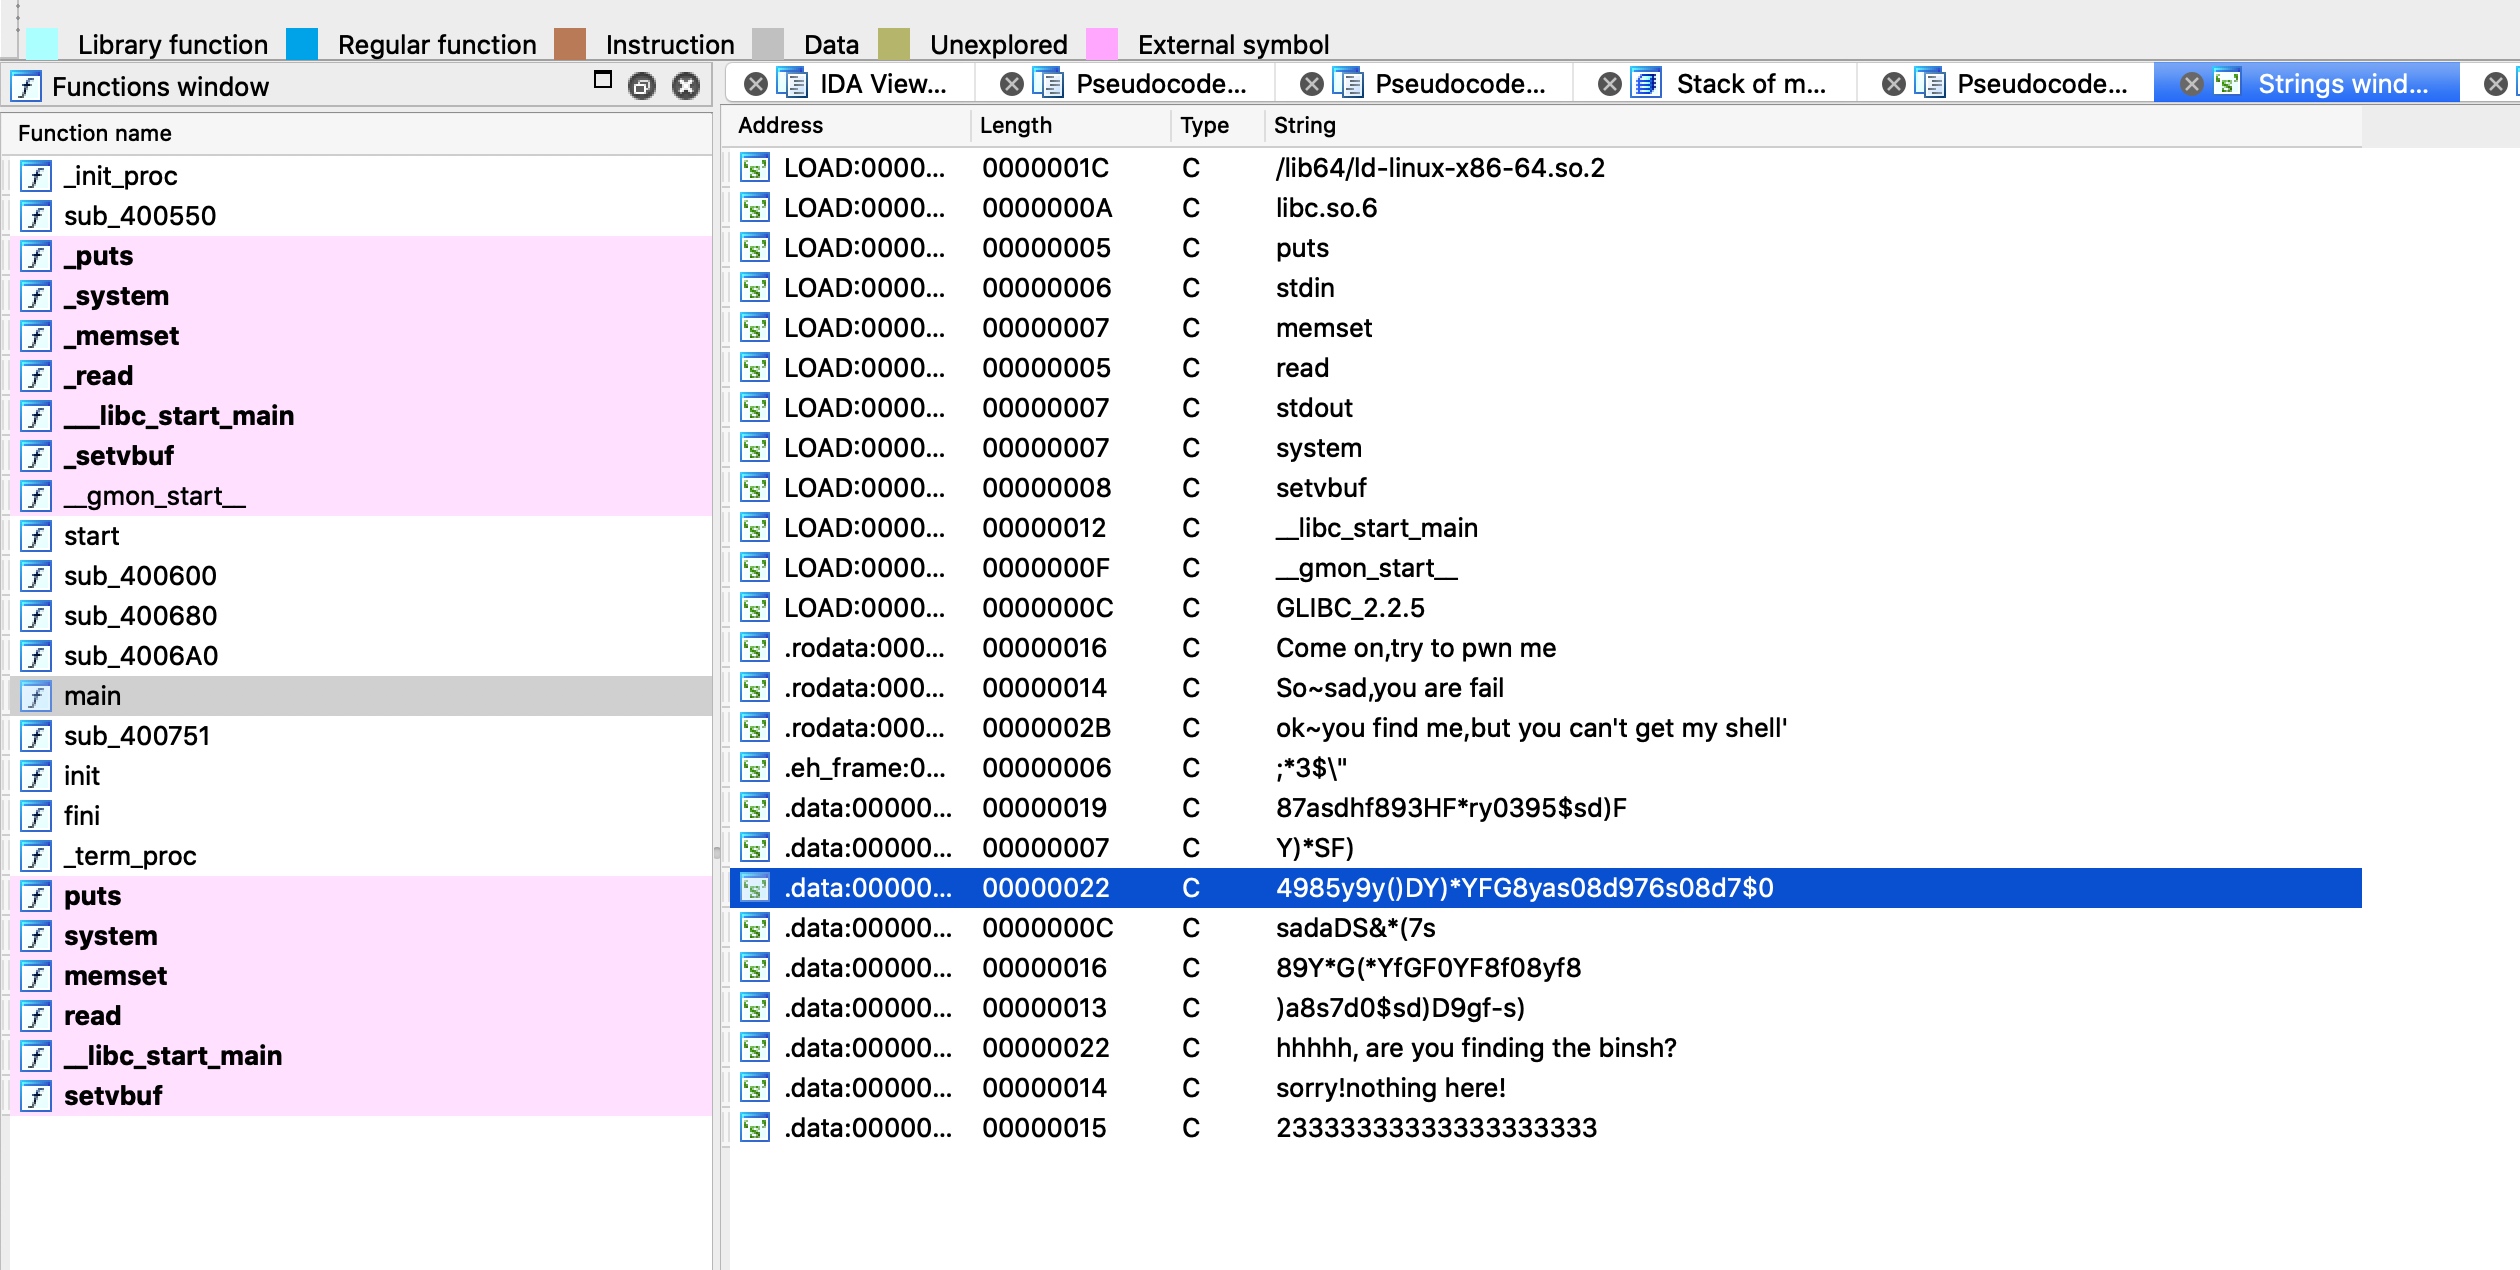 Library function Regular function Instruction Data Unexplored External symbol
Functions window
Function name
_init_proc
sub_400550
_puts
_system
_memset
_read
___libc_start_main
_setvbuf
__gmon_start__
start
sub_400600
sub_400680
sub_4006A0
main
sub_400751
init
fini
_term_proc
puts
system
memset
read
__libc_start_main
setvbuf
IDA View... Pseudocode... Pseudocode... Stack of m... Pseudocode... Strings wind...
Address Length Type String
LOAD:0000... 0000001C C /lib64/ld-linux-x86-64.so.2
LOAD:0000... 0000000A C libc.so.6
LOAD:0000... 00000005 C puts
LOAD:0000... 00000006 C stdin
LOAD:0000... 00000007 C memset
LOAD:0000... 00000005 C read
LOAD:0000... 00000007 C stdout
LOAD:0000... 00000007 C system
LOAD:0000... 00000008 C setvbuf
LOAD:0000... 00000012 C __libc_start_main
LOAD:0000... 0000000F C __gmon_start__
LOAD:0000... 0000000C C GLIBC_2.2.5
.rodata:000... 00000016 C Come on,try to pwn me
.rodata:000... 00000014 C So~sad,you are fail
.rodata:000... 0000002B C ok~you find me,but you can't get my shell'
.eh_frame:0... 00000006 C ;*3$\"
.data:00000... 00000019 C 87asdhf893HF*ry0395$sd)F
.data:00000... 00000007 C Y)*SF)
.data:00000... 00000022 C 4985y9y()DY)*YFG8yas08d976s08d7$0
.data:00000... 0000000C C sadaDS&*(7s
.data:00000... 00000016 C 89Y*G(*YfGF0YF8f08yf8
.data:00000... 00000013 C )a8s7d0$sd)D9gf-s)
.data:00000... 00000022 C hhhhh, are you finding the binsh?
.data:00000... 00000014 C sorry!nothing here!
.data:00000... 00000015 C 23333333333333333333